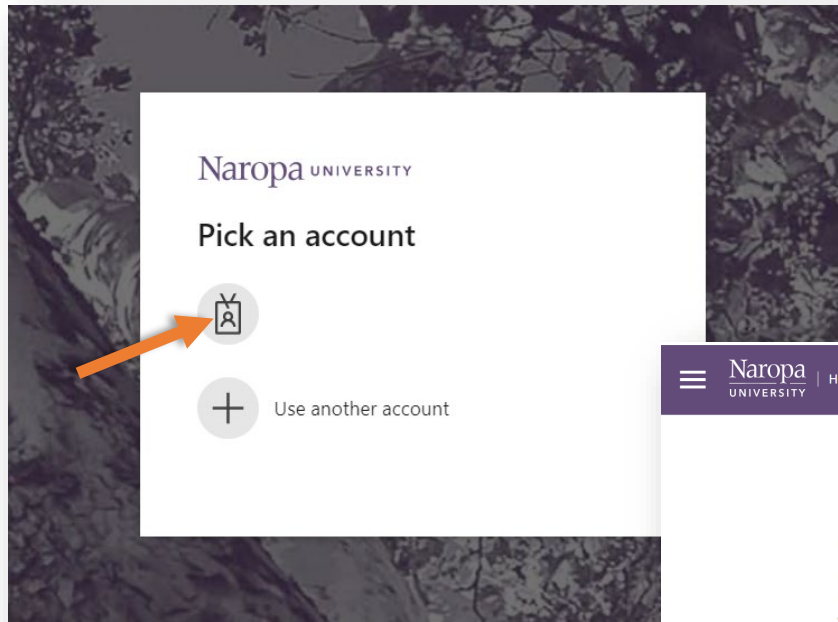 Naropa UNIVERSITY
Pick an account
Use another account
Naropa
UNIVERSITY
H